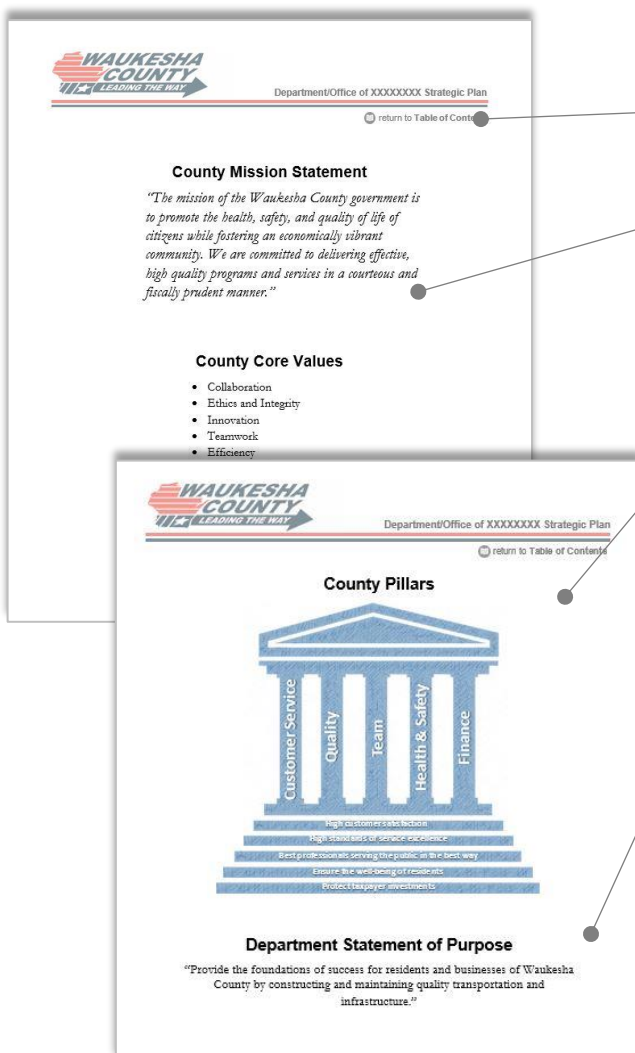 WAUKESHA
COUNTY
LEADING THE WAY
Department/Office of XXXXXXXX Strategic Plan
return to Table of Conte
County Mission Statement
“The mission of the Waukesha County government is
to promote the health, safety, and quality of life of
citizens while fostering an economically vibrant
community. We are committed to delivering effective,
high quality programs and services in a courteous and
fiscally prudent manner.”
County Core Values
• Collaboration
• Ethics and Integrity
• Innovation
• Teamwork
• Efficiency
WAUKESHA
COUNTY
LEADING THE WAY
Department/Office of XXXXXXXX Strategic Plan
return to Table of Contents
County Pillars
Customer Service
Quality
Team
Health & Safety
Finance
High customer satisfaction
High standards of service excellence
Best professionals serving the public in the best way
Ensure the well-being of residents
Protect taxpayer investments
Department Statement of Purpose
“Provide the foundations of success for residents and businesses of Waukesha
County by constructing and maintaining quality transportation and
infrastructure.”